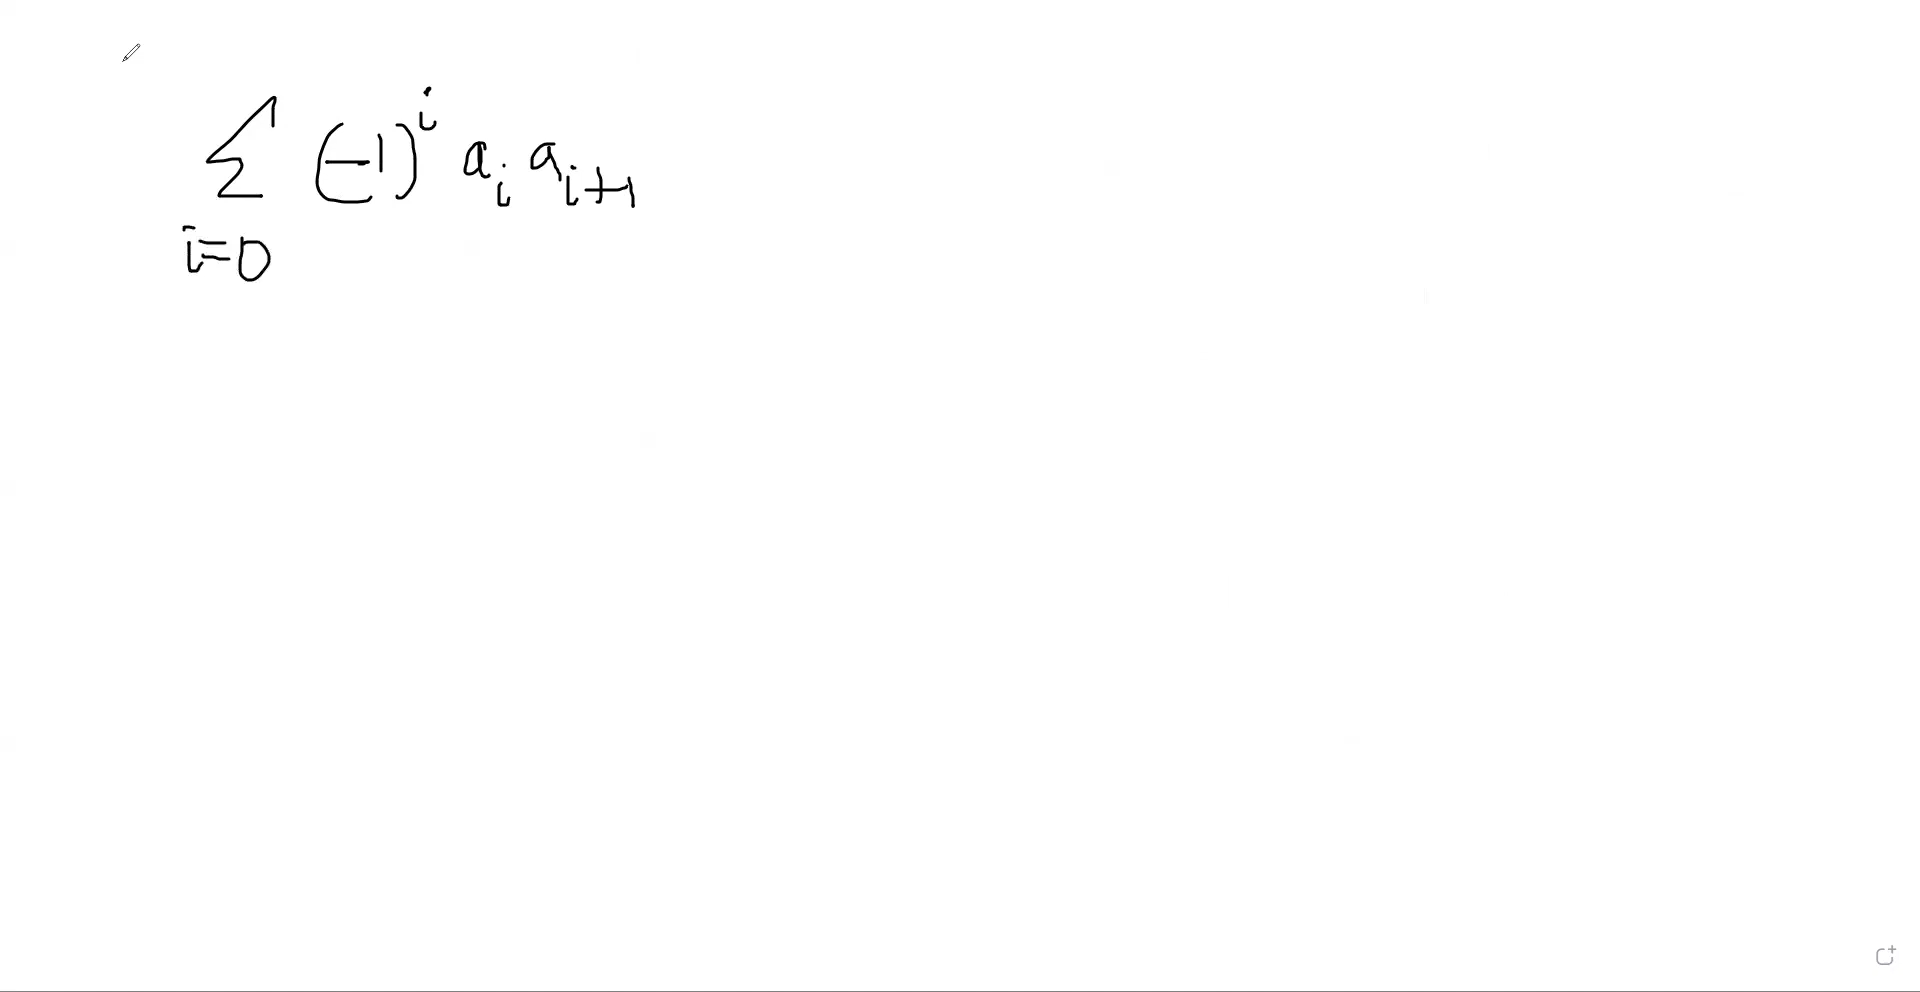 ∑ (-1)^i a_i a_{i+1}
i=0